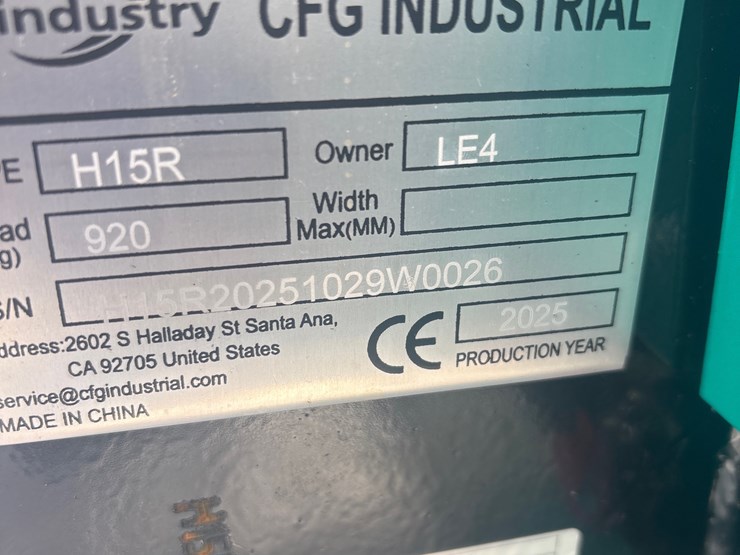 industry CFG INDUSTRIAL
E H15R Owner LE4
ad 920 Width
g) Max(MM)
S/N H15R20251029W0026
ddress:2602 S Halladay St Santa Ana,
CA 92705 United States
service@cfgindustrial.com
CE 2025
PRODUCTION YEAR
MADE IN CHINA